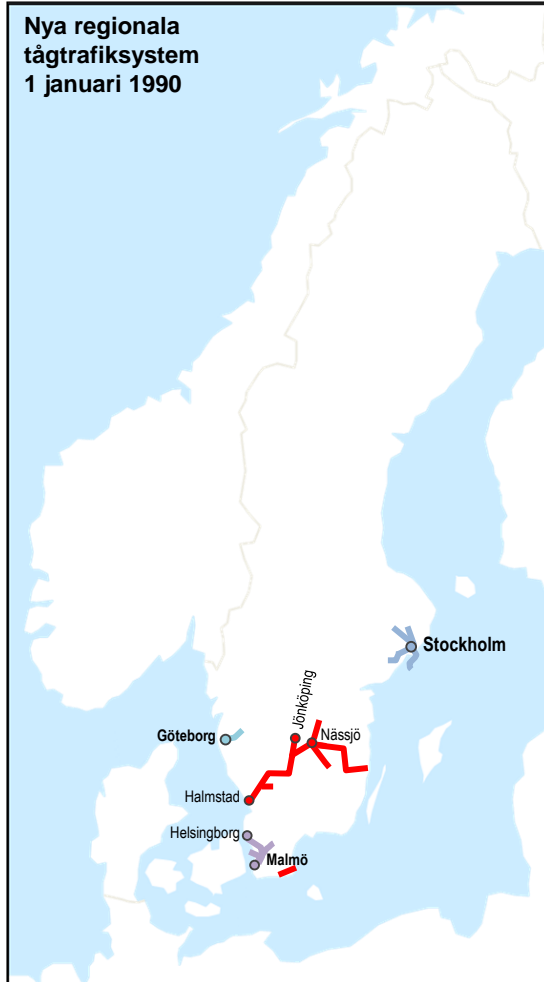 Nya regionala
tågtrafiksystem
1 januari 1990
Stockholm
Jönköping
Göteborg
Nässjö
Halmstad
Helsingborg
Malmö